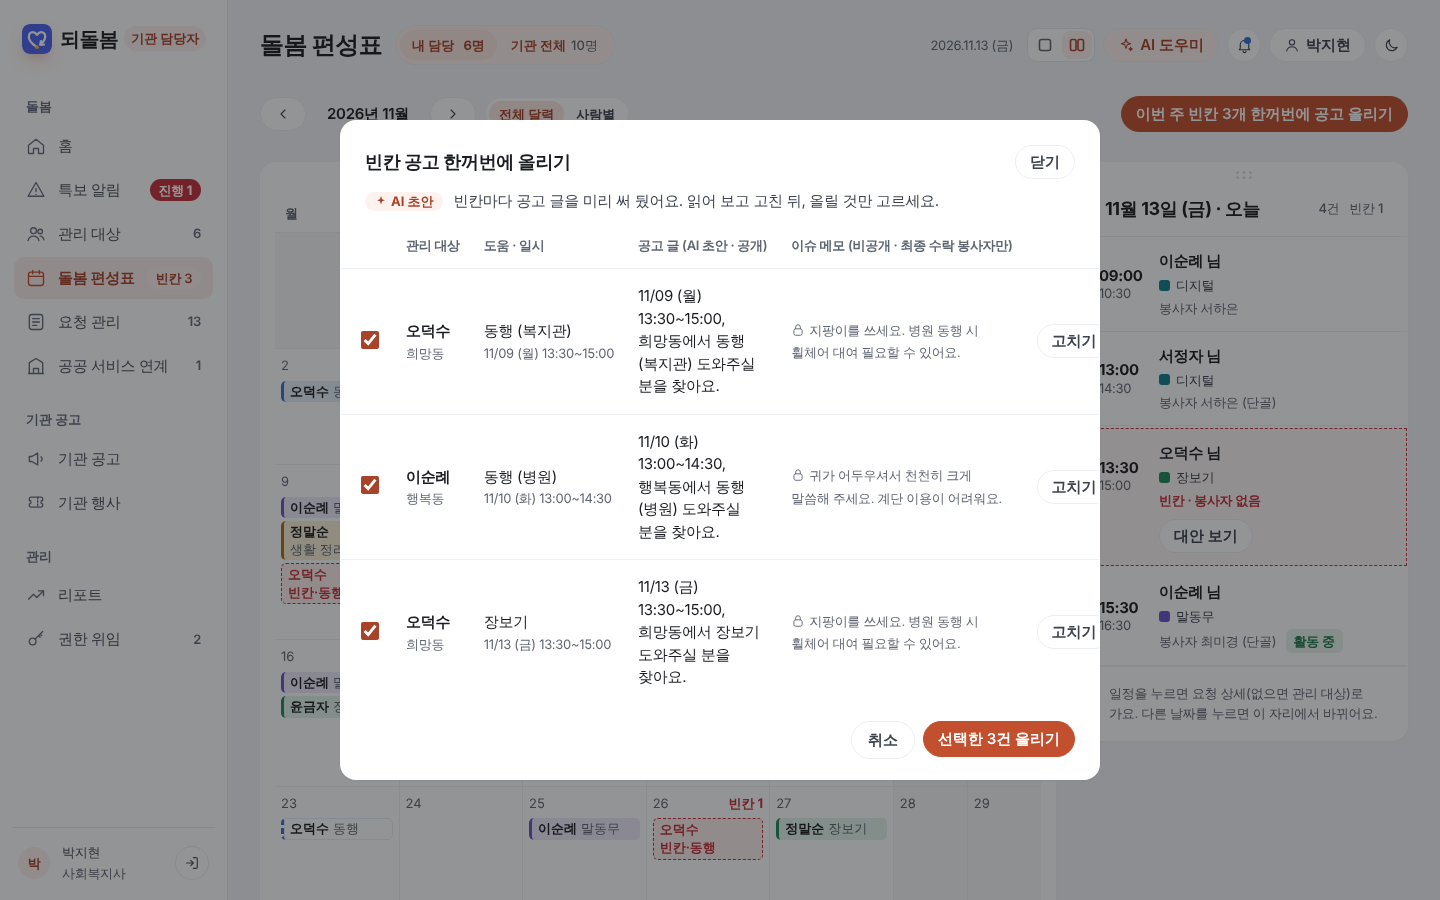 되돌봄 기관 담당자
돌봄
홈
특보 알림 진행 1
관리 대상 6
돌봄 편성표 빈칸 3
요청 관리 13
공공 서비스 연계 1
기관 공고
기관 공고
기관 행사
관리
리포트
권한 위임 2
박 박지현
사회복지사
돌봄 편성표 내 담당 6명 기관 전체 10명
2026.11.13 (금) AI 도우미 박지현
2026년 11월 전체 달력 사람별
이번 주 빈칸 3개 한꺼번에 공고 올리기
월
2
오덕수
9
이순례
정말순
생활 정리
오덕수
빈칸·동행
16
이순례
윤금자
23 24 25 26 빈칸 1 27 28 29
오덕수 동행 이순례 말동무 오덕수 정말순 장보기
빈칸·동행
빈칸 공고 한꺼번에 올리기 닫기
AI 초안 빈칸마다 공고 글을 미리 써 뒀어요. 읽어 보고 고친 뒤, 올릴 것만 고르세요.
관리 대상 도움 · 일시 공고 글 (AI 초안 · 공개) 이슈 메모 (비공개 · 최종 수락 봉사자만)
오덕수
희망동
동행 (복지관)
11/09 (월) 13:30~15:00
11/09 (월)
13:30~15:00,
희망동에서 동행
(복지관) 도와주실
분을 찾아요.
지팡이를 쓰세요. 병원 동행 시
휠체어 대여 필요할 수 있어요.
고치기
이순례
행복동
동행 (병원)
11/10 (화) 13:00~14:30
11/10 (화)
13:00~14:30,
행복동에서 동행
(병원) 도와주실
분을 찾아요.
귀가 어두우셔서 천천히 크게
말씀해 주세요. 계단 이용이 어려워요.
고치기
오덕수
희망동
장보기
11/13 (금) 13:30~15:00
11/13 (금)
13:30~15:00,
희망동에서 장보기
도와주실 분을
찾아요.
지팡이를 쓰세요. 병원 동행 시
휠체어 대여 필요할 수 있어요.
고치기
취소 선택한 3건 올리기
11월 13일 (금) · 오늘 4건 빈칸 1
09:00
10:30
이순례 님
디지털
봉사자 서하은
13:00
14:30
서정자 님
디지털
봉사자 서하은 (단골)
13:30
15:00
오덕수 님
장보기
빈칸 · 봉사자 없음
대안 보기
15:30
16:30
이순례 님
말동무
봉사자 최미경 (단골) 활동 중
일정을 누르면 요청 상세(없으면 관리 대상)로
가요. 다른 날짜를 누르면 이 자리에서 바뀌어요.